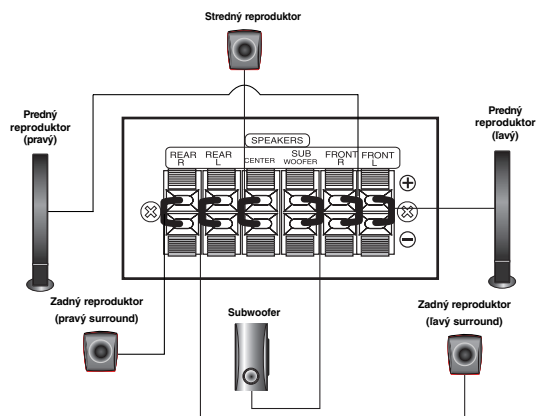 Stredný reproduktor
Predný
reproduktor
(pravý)
Predný
reproduktor
(ľavý)
SPEAKERS
REAR
R
REAR
L
CENTER
SUB
WOOFER
FRONT
R
FRONT
L
+
−
Zadný reproduktor
(pravý surround)
Subwoofer
Zadný reproduktor
(ľavý surround)